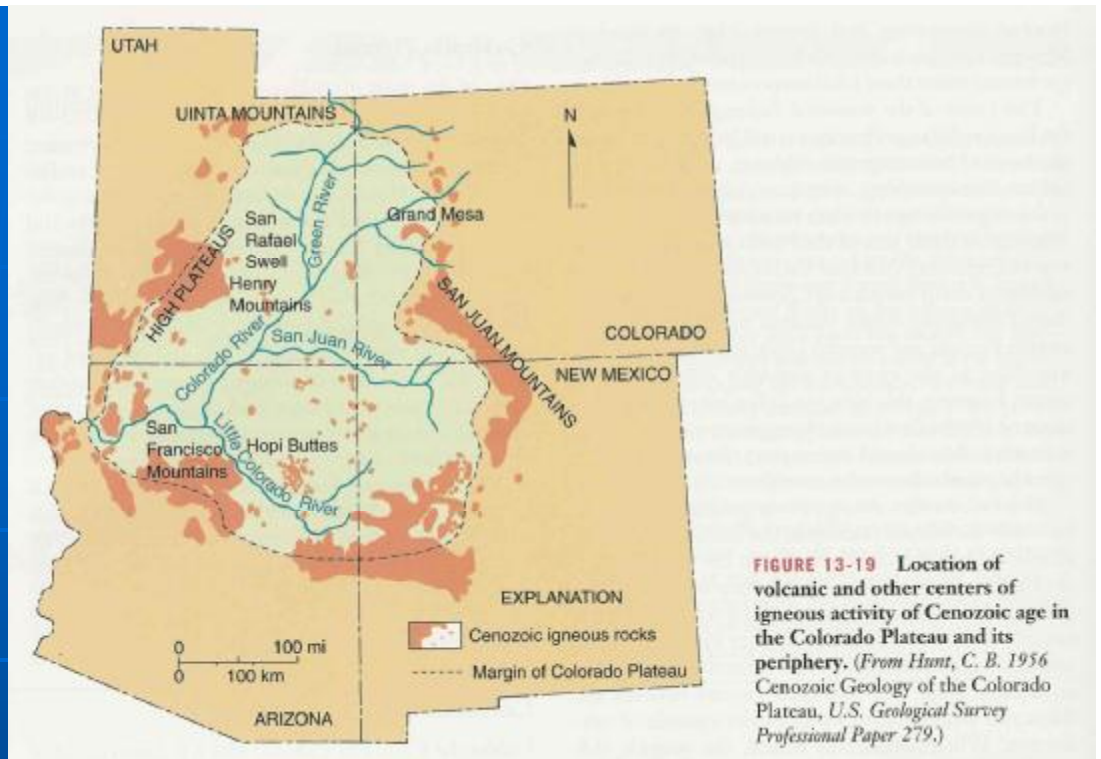 UTAH
UINTA MOUNTAINS
N
San
Rafael
Swell
Green River
Grand Mesa
HIGH PLATEAUS
Henry
Mountains
SAN JUAN MOUNTAINS
COLORADO
Colorado River
San Juan River
NEW MEXICO
San
Francisco
Mountains
Little Colorado River
Hopi Buttes
EXPLANATION
Cenozoic igneous rocks
Margin of Colorado Plateau
0 100 mi
0 100 km
ARIZONA
FIGURE 13-19 Location of
volcanic and other centers of
igneous activity of Cenozoic age in
the Colorado Plateau and its
periphery. (From Hunt, C. B. 1956
Cenozoic Geology of the Colorado
Plateau, U.S. Geological Survey
Professional Paper 279.)